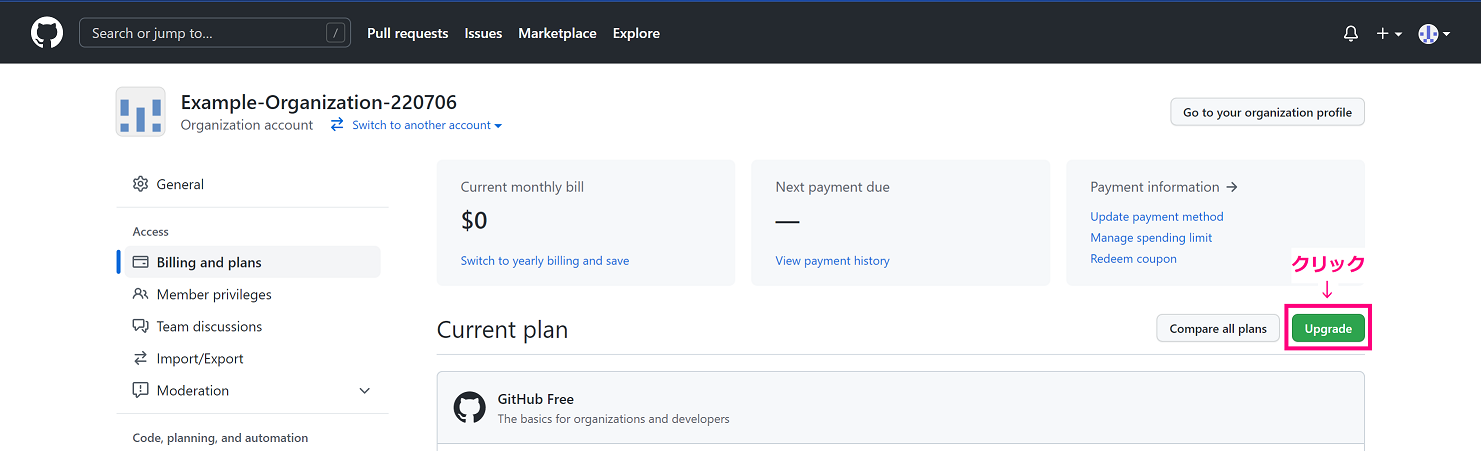 Search or jump to... /
Pull requests
Issues
Marketplace
Explore
Example-Organization-220706
Organization account
Switch to another account
Go to your organization profile
General
Access
Billing and plans
Member privileges
Team discussions
Import/Export
Moderation
Code, planning, and automation
Current monthly bill
$0
Switch to yearly billing and save
Next payment due
—
View payment history
Payment information →
Update payment method
Manage spending limit
Redeem coupon
クリック
↓
Current plan
Compare all plans
Upgrade
GitHub Free
The basics for organizations and developers